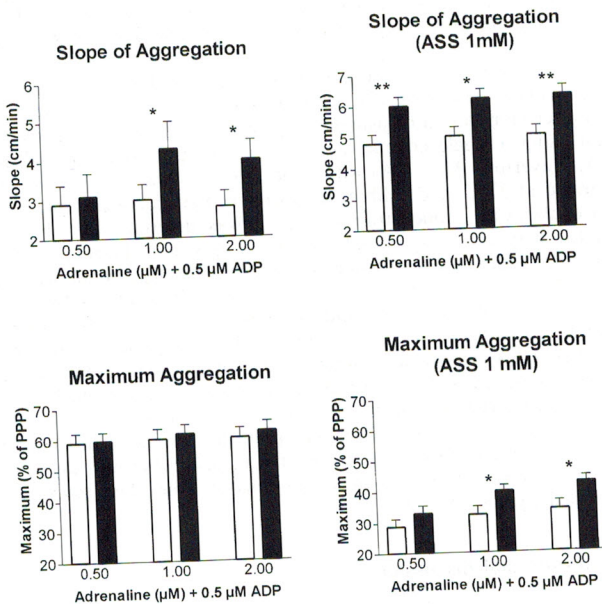 Slope of Aggregation
6
5
4
3
2
Slope (cm/min)
*
*
0.50 1.00 2.00
Adrenaline (µM) + 0.5 µM ADP
Slope of Aggregation
(ASS 1mM)
7
6
5
4
3
2
Slope (cm/min)
**
*
**
0.50 1.00 2.00
Adrenaline (µM) + 0.5 µM ADP
Maximum Aggregation
70
60
50
40
30
20
Maximum (% of PPP)
0.50 1.00 2.00
Adrenaline (µM) + 0.5 µM ADP
Maximum Aggregation
(ASS 1 mM)
70
60
50
40
30
20
Maximum (% of PPP)
*
*
0.50 1.00 2.00
Adrenaline (µM) + 0.5 µM ADP